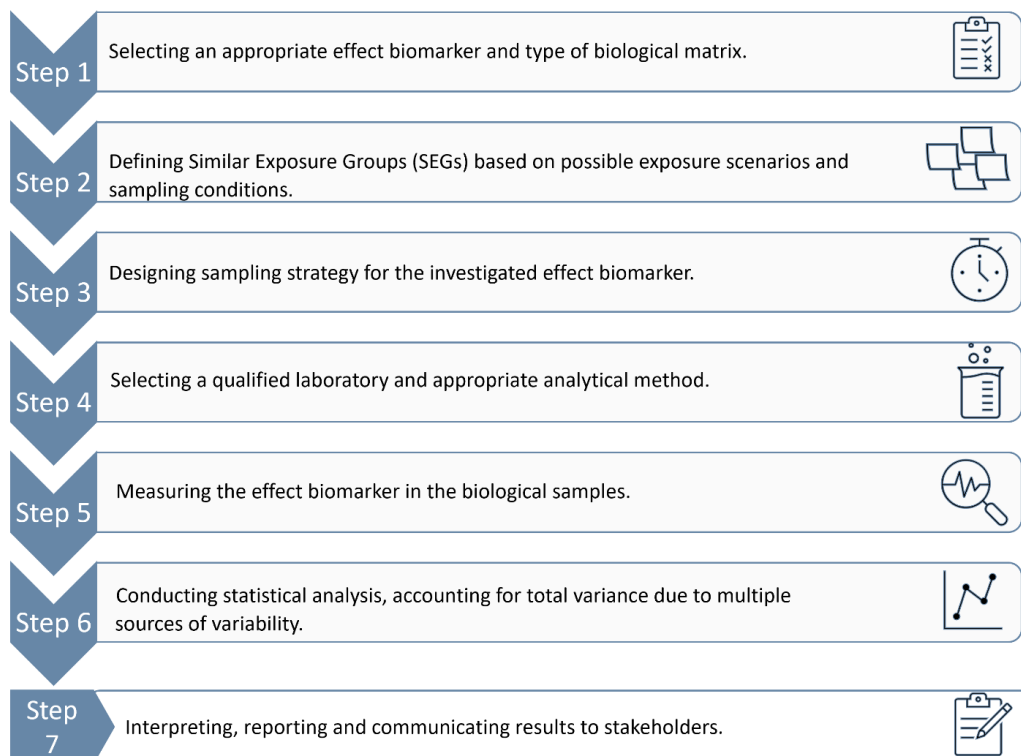 Step 1
Selecting an appropriate effect biomarker and type of biological matrix.
Step 2
Defining Similar Exposure Groups (SEGs) based on possible exposure scenarios and
sampling conditions.
Step 3
Designing sampling strategy for the investigated effect biomarker.
Step 4
Selecting a qualified laboratory and appropriate analytical method.
Step 5
Measuring the effect biomarker in the biological samples.
Step 6
Conducting statistical analysis, accounting for total variance due to multiple
sources of variability.
Step
7
Interpreting, reporting and communicating results to stakeholders.